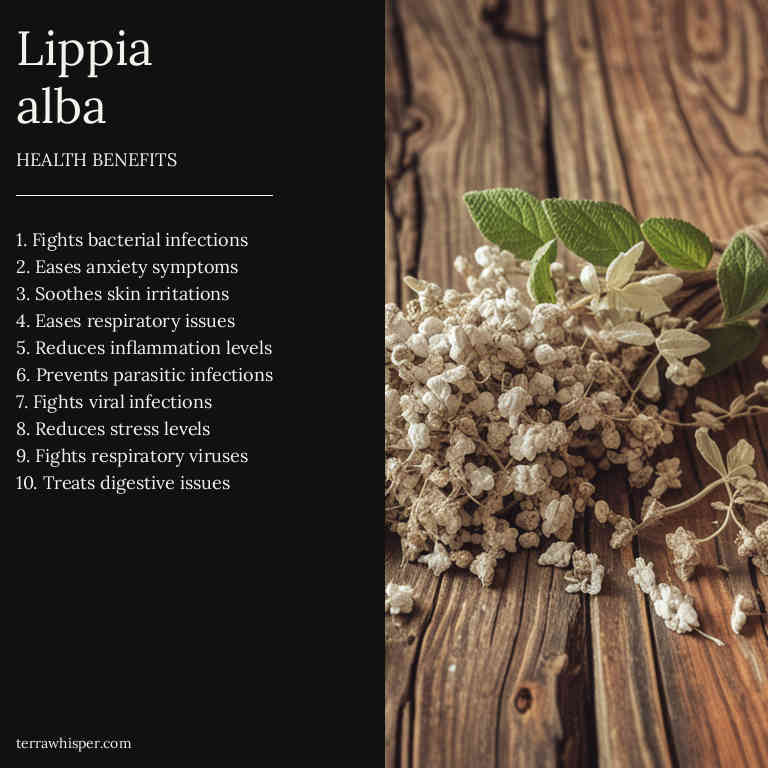 Lippia
alba
HEALTH BENEFITS
1. Fights bacterial infections
2. Eases anxiety symptoms
3. Soothes skin irritations
4. Eases respiratory issues
5. Reduces inflammation levels
6. Prevents parasitic infections
7. Fights viral infections
8. Reduces stress levels
9. Fights respiratory viruses
10. Treats digestive issues
terrawhisper.com